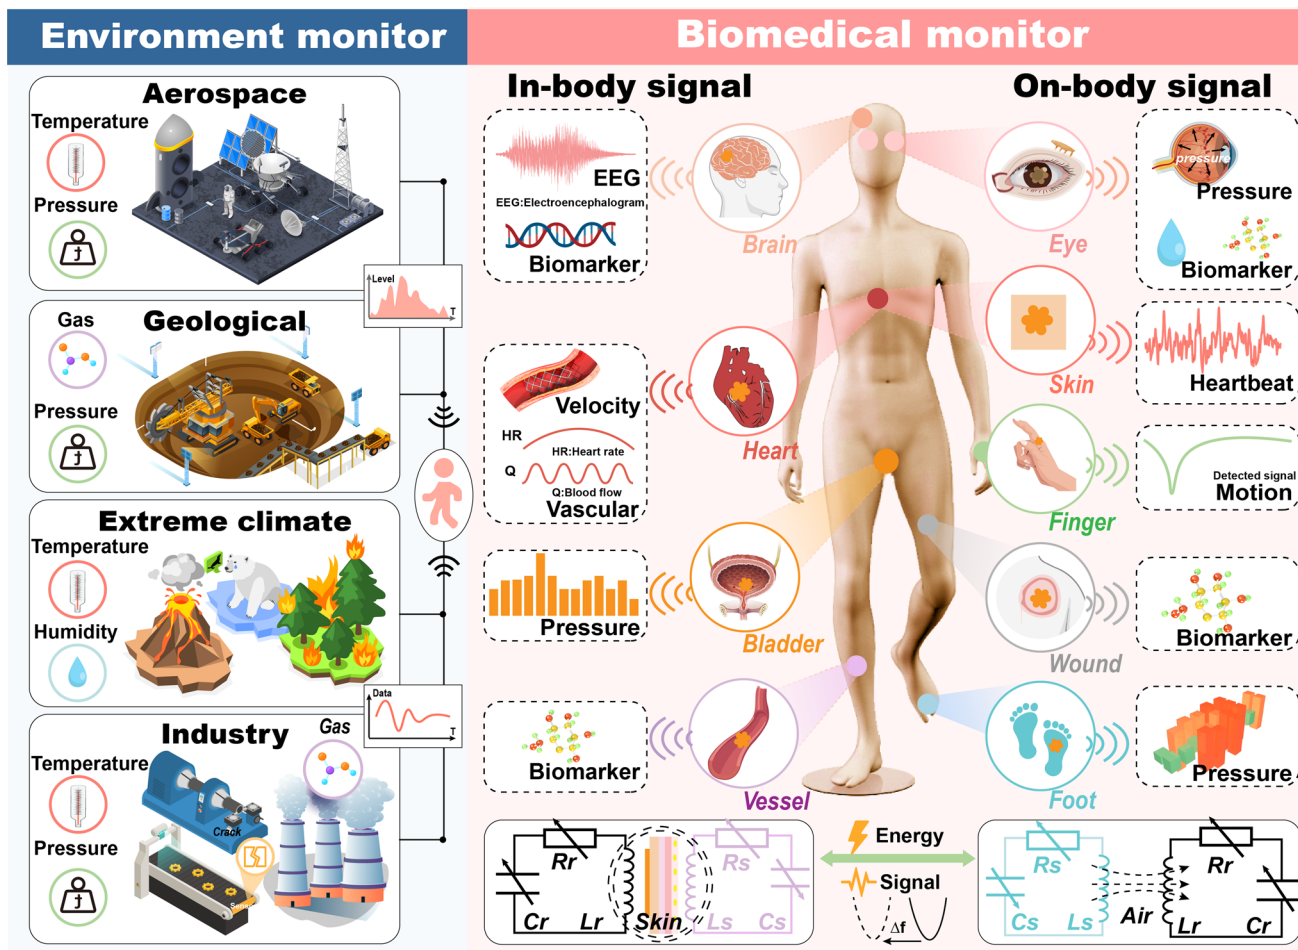 Environment monitor
Biomedical monitor
Aerospace
Temperature
Pressure
Level
T
Gas
Geological
Pressure
Extreme climate
Temperature
Humidity
Data
T
Industry
Gas
Temperature
Crack
Pressure
In-body signal
EEG
EEG:Electroencephalogram
Biomarker
Brain
Velocity
HR
HR:Heart rate
Q
Q:Blood flow
Vascular
Heart
Pressure
Bladder
Biomarker
Vessel
On-body signal
Eye
pressure
Pressure
Biomarker
Skin
Heartbeat
Finger
Detected signal
Motion
Wound
Biomarker
Foot
Pressure
Rr
Cr
Lr
Skin
Rs
Ls
Cs
Energy
Signal
Δf
Rs
Cs
Ls
Air
Rr
Lr
Cr